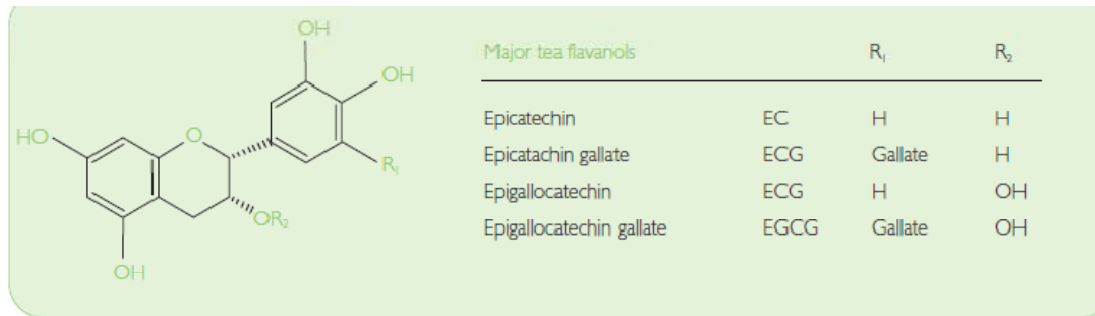 OH
OH
HO
O
R₁
OR₂
OH
Major tea flavanols R₁ R₂
Epicatechin EC H H
Epicatachin gallate ECG Gallate H
Epigallocatechin ECG H OH
Epigallocatechin gallate EGCG Gallate OH